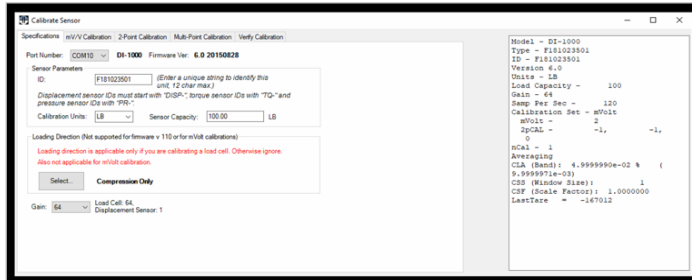 Calibrate Sensor
Specifications mV/V Calibration 2-Point Calibration Multi-Point Calibration Verify Calibration
Port Number: COM10 DI-1000 Firmware Ver: 6.0 20150828
Sensor Parameters
ID: F181023501 (Enter a unique string to identify this
unit, 12 char max.)
Displacement sensor IDs must start with "DISP-", torque sensor IDs with "TQ-" and
pressure sensor IDs with "PR-".
Calibration Units: LB Sensor Capacity: 100.00 LB
Loading Direction (Not supported for firmware v 110 or for mVolt calibrations)
Loading direction is applicable only if you are calibrating a load cell. Otherwise ignore.
Also not applicable for mVolt calibration.
Select... Compression Only
Gain: 64 Load Cell: 64,
Displacement Sensor: 1
Model - DI-1000
Type - F181023501
ID - F181023501
Version 6.0
Units - LB
Load Capacity - 100
Gain - 64
Samp Per Sec - 120
Calibration Set - mVolt
mVolt - 2
2pCAL - -1, -1,
0
nCal - 1
Averaging
CLA (Band): 4.9999990e-02 % (
9.9999971e-03)
CSS (Window Size): 1
CSF (Scale Factor): 1.0000000
LastTare = -167012